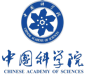 中国科学院
CHINESE ACADEMY OF SCIENCES